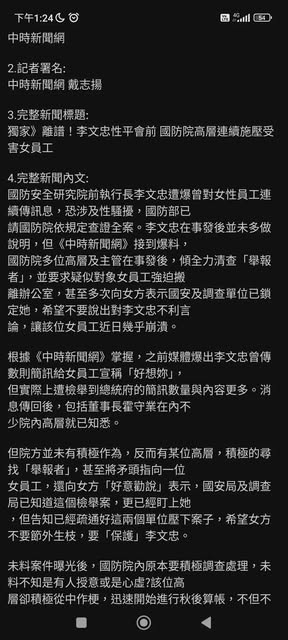 下午1:24
54
中時新聞網
2.記者署名:
中時新聞網 戴志揚
3.完整新聞標題:
獨家》離譜！李文忠性平會前 國防院高層連續施壓受
害女員工
4.完整新聞內文:
國防安全研究院前執行長李文忠遭爆曾對女性員工連
續傳訊息，恐涉及性騷擾，國防部已
請國防院依規定查證全案。李文忠在事發後並未多做
說明，但《中時新聞網》接到爆料，
國防院多位高層及主管在事發後，傾全力清查「舉報
者」，並要求疑似對象女員工強迫搬
離辦公室，甚至多次向女方表示國安及調查單位已鎖
定她，希望不要說出對李文忠不利言
論，讓該位女員工近日幾乎崩潰。
根據《中時新聞網》掌握，之前媒體爆出李文忠曾傳
數則簡訊給女員工宣稱「好想妳」，
但實際上遭檢舉到總統府的簡訊數量與內容更多。消
息傳回後，包括董事長霍守業在內不
少院內高層就已知悉。
但院方並未有積極作為，反而有某位高層，積極的尋
找「舉報者」，甚至將矛頭指向一位
女員工，還向女方「好意勸說」表示，國安局及調查
局已知道這個檢舉案，更已經盯上她
，但告知已經疏通好這兩個單位壓下案子，希望女方
不要節外生枝，要「保護」李文忠。
未料案件曝光後，國防院內原本要積極調查處理，未
料不知是有人授意或是心虛?該位高
層卻積極從中作梗，迅速開始進行秋後算帳，不但不